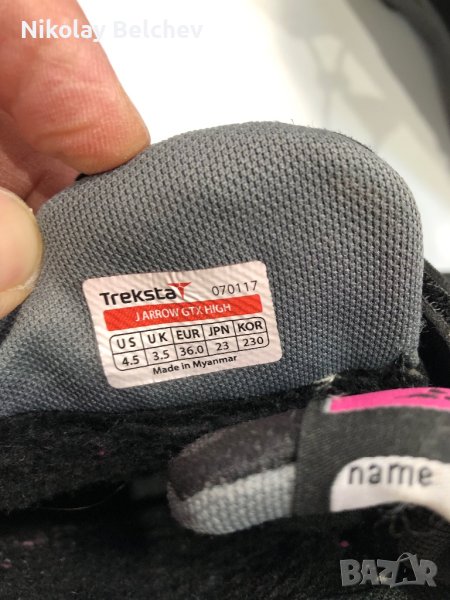 Nikolay Belchev
Treksta 070117
J ARROW GTX HIGH
US UK EUR JPN KOR
4.5 3.5 36.0 23 230
Made in Myanmar
name
BAZAR